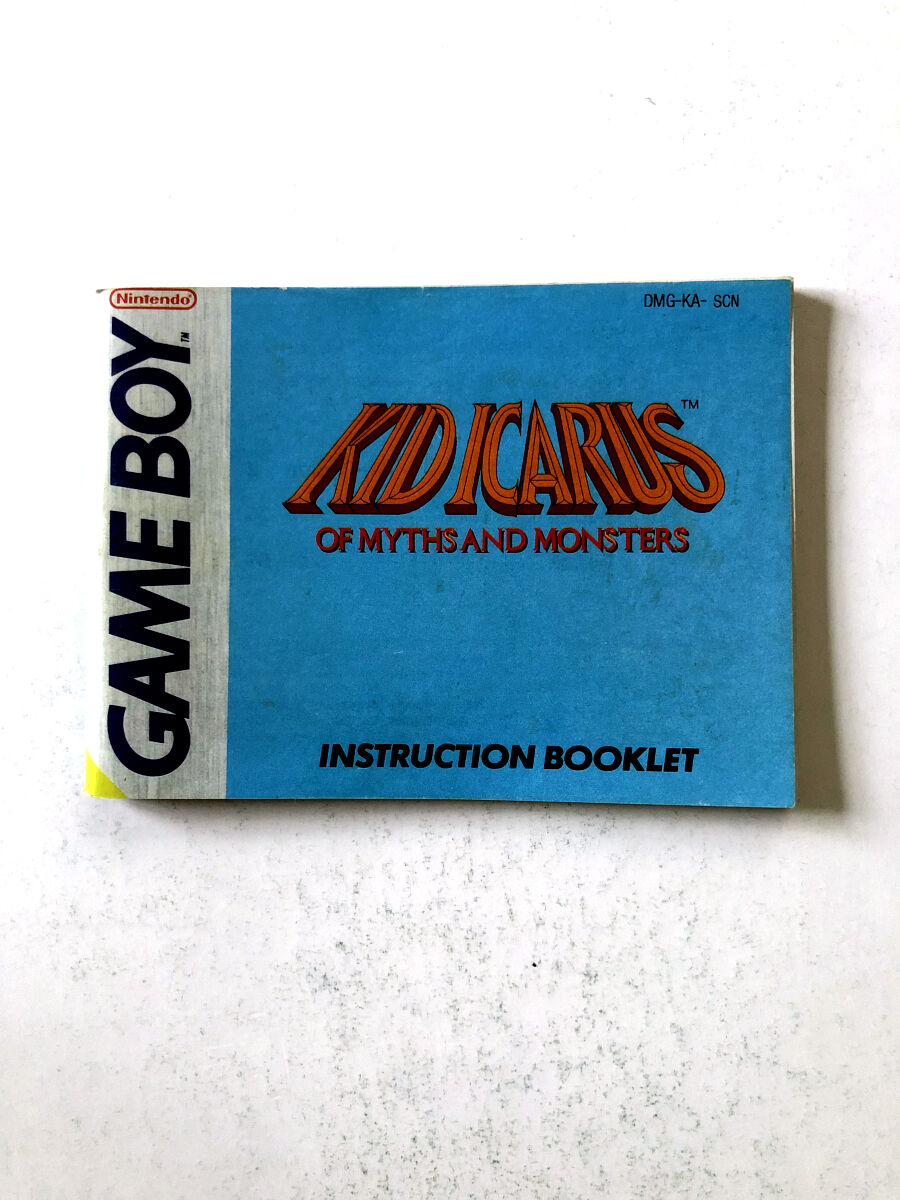 Nintendo®
GAME BOY™
DMG-KA- SCN
KID ICARUS™
OF MYTHS AND MONSTERS
INSTRUCTION BOOKLET